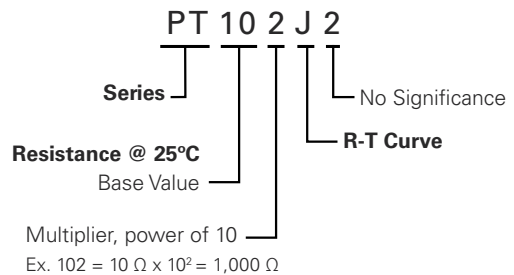 PT 10 2 J 2
Series
No Significance
R-T Curve
Resistance @ 25ºC
Base Value
Multiplier, power of 10
Ex. 102 = 10 Ω x 10² = 1,000 Ω